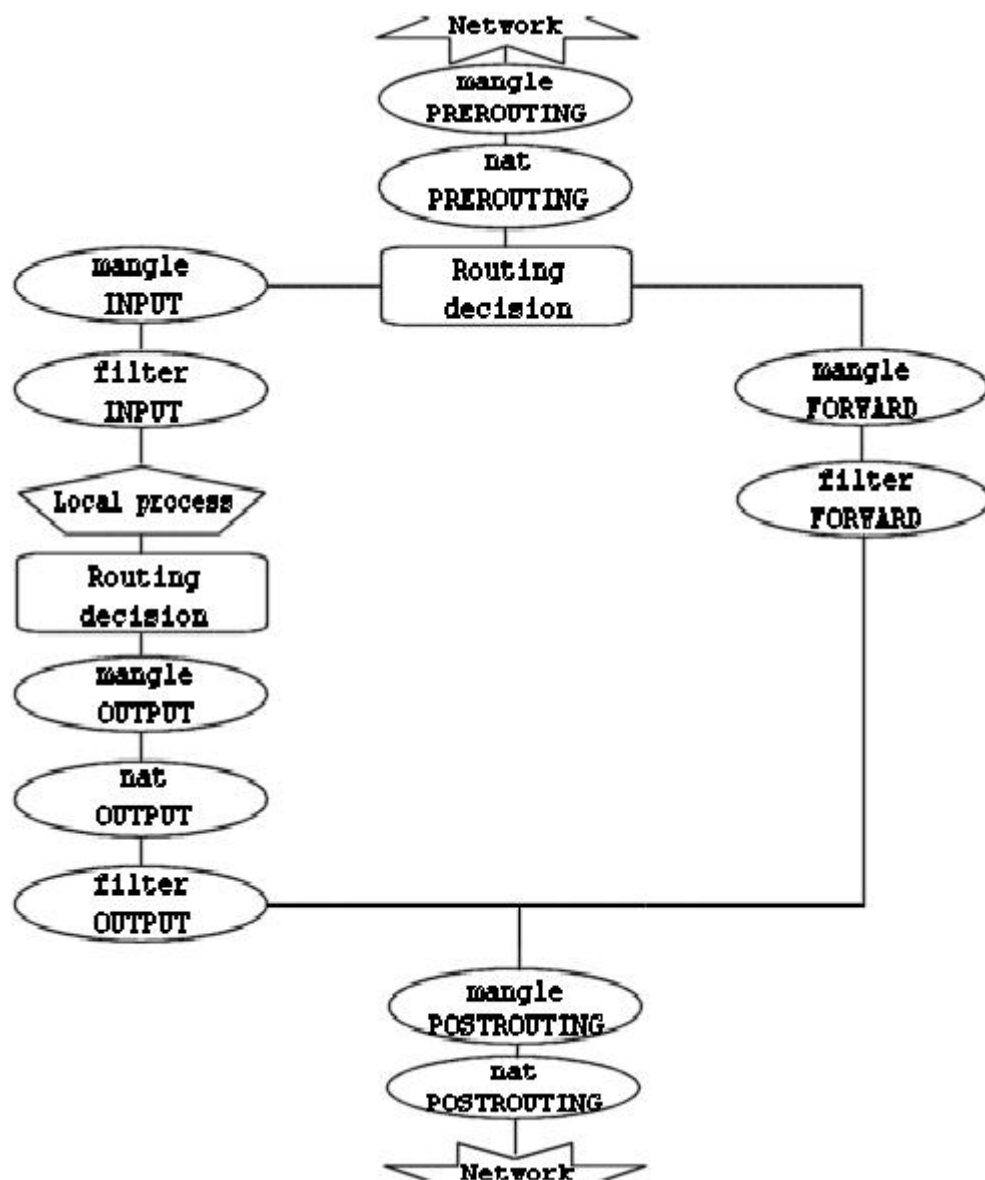 Network
mangle
PREROUTING
nat
PREROUTING
Routing
decision
mangle
INPUT
filter
INPUT
Local process
Routing
decision
mangle
OUTPUT
nat
OUTPUT
filter
OUTPUT
mangle
FORWARD
filter
FORWARD
mangle
POSTROUTING
nat
POSTROUTING
Network